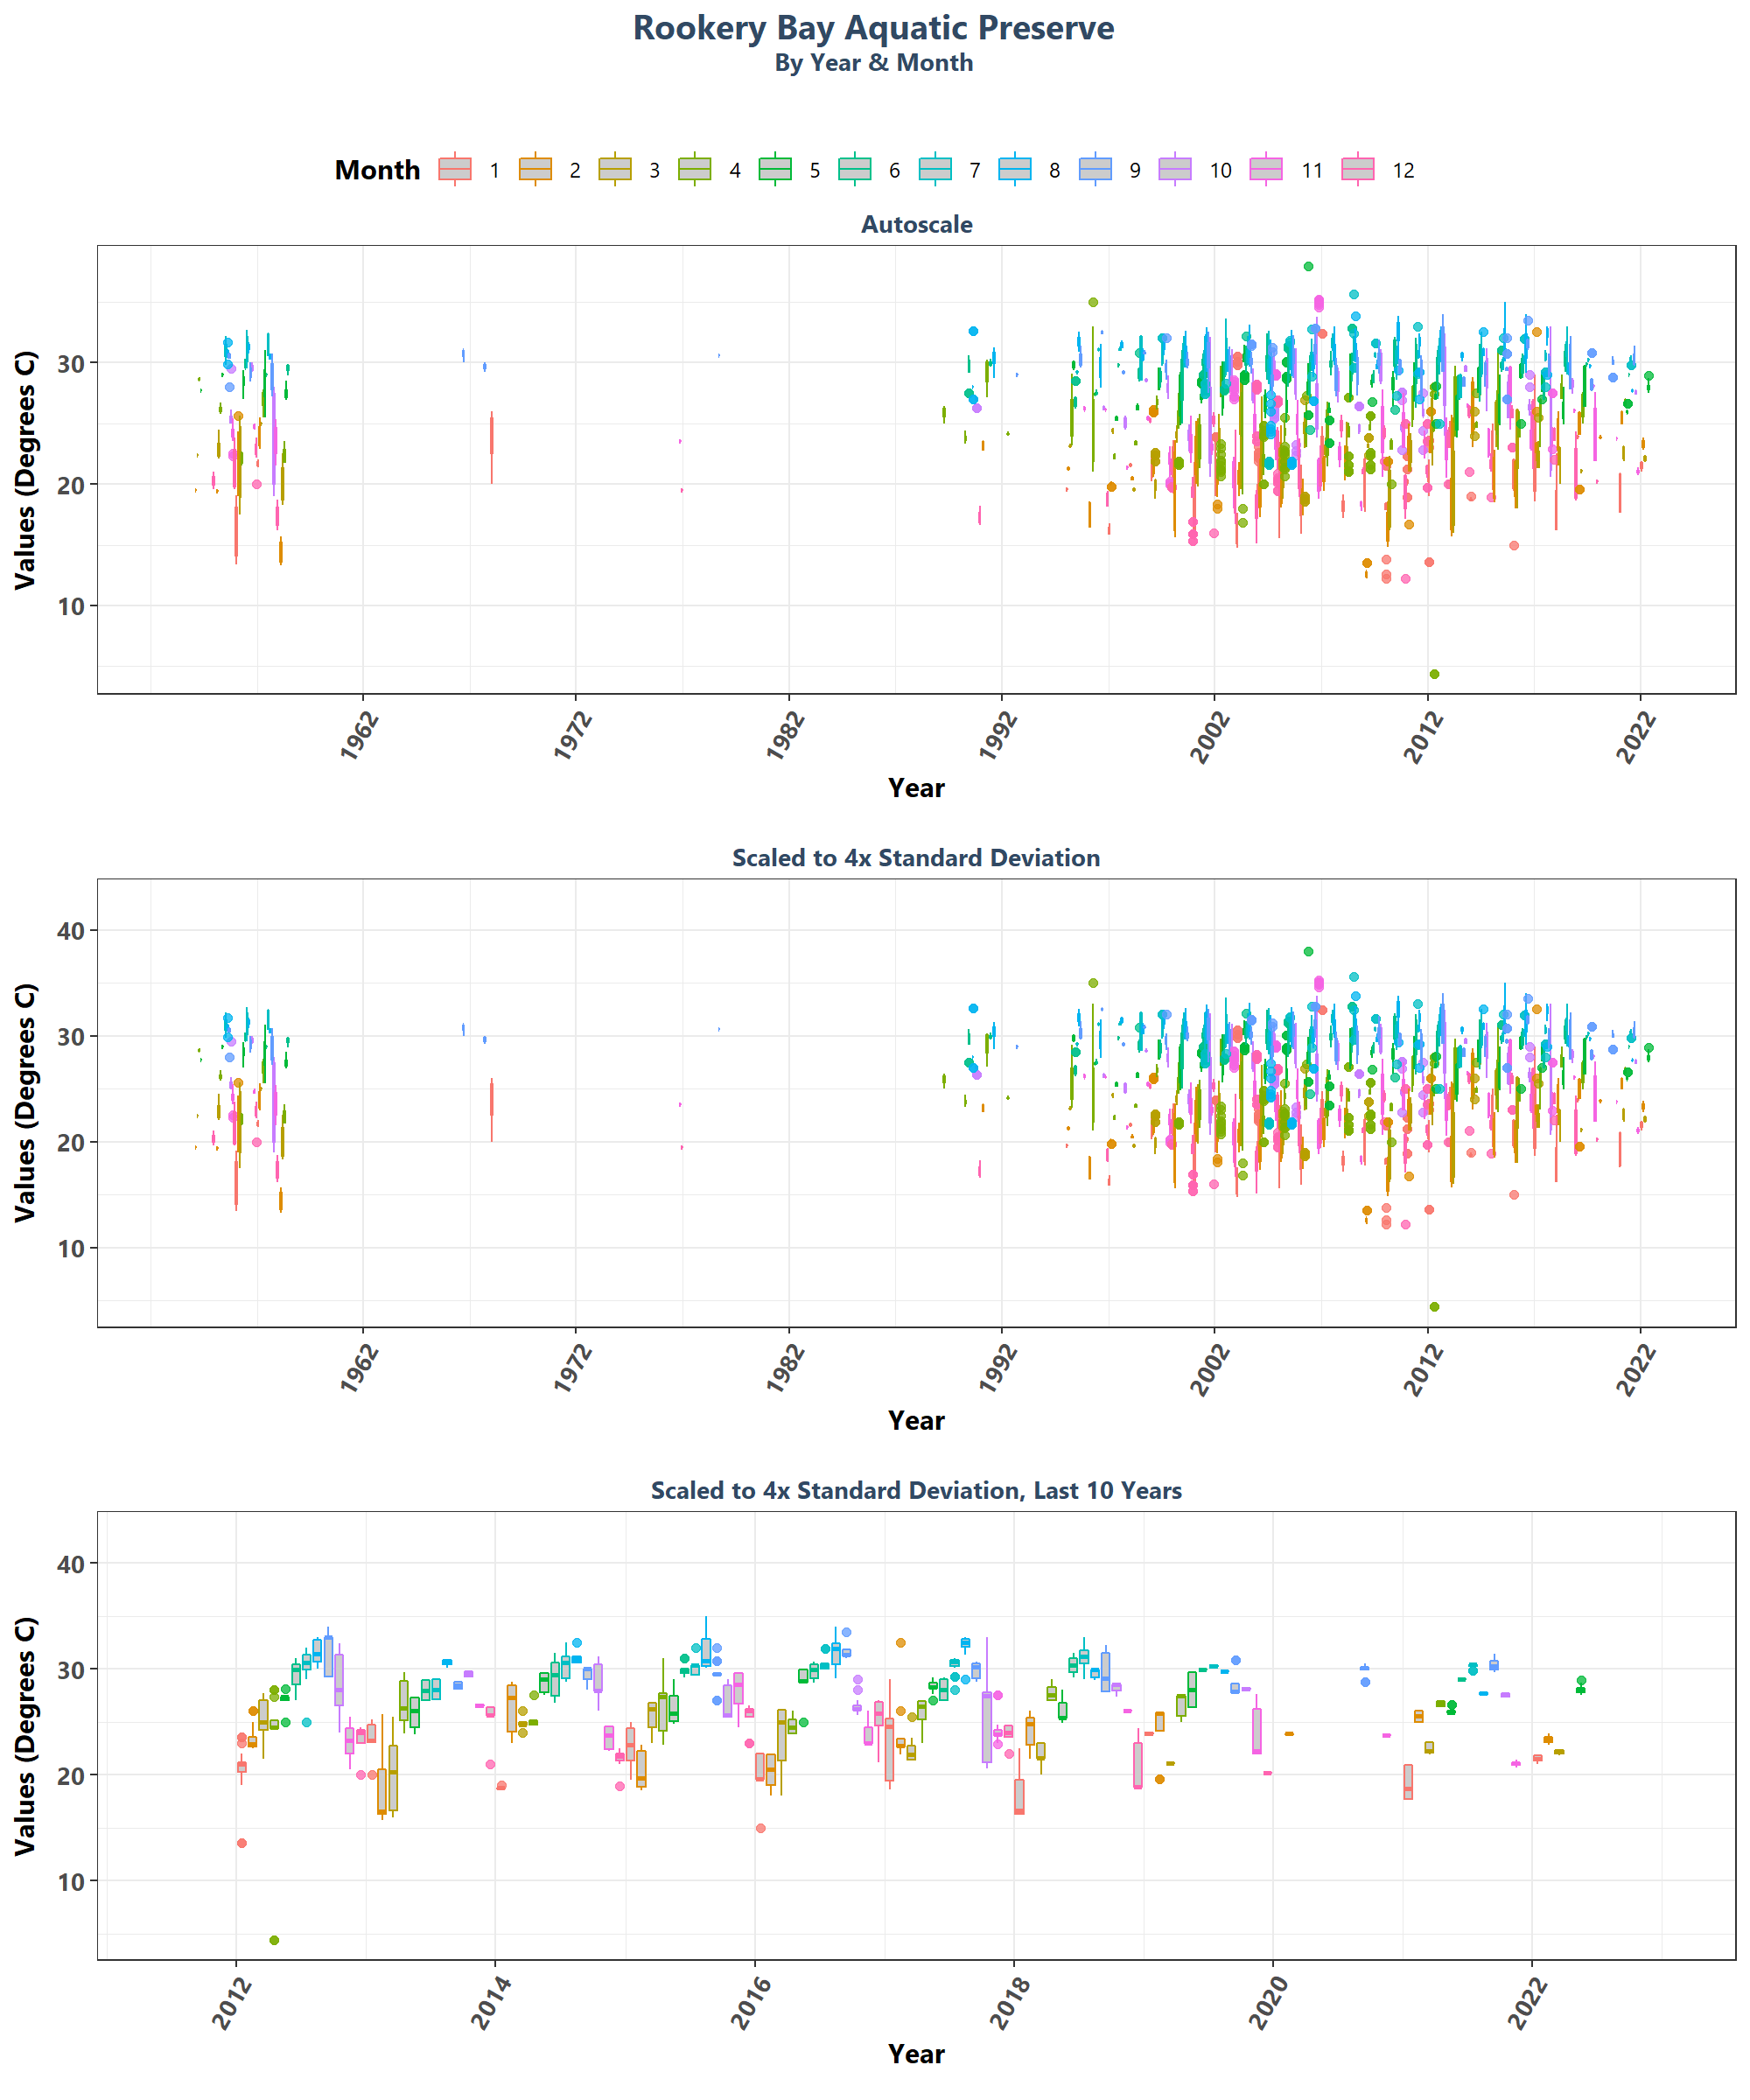 Rookery Bay Aquatic Preserve
By Year & Month
Month 1 2 3 4 5 6 7 8 9 10 11 12
Autoscale
Values (Degrees C)
30
20
10
1962 1972 1982 1992 2002 2012 2022
Year
Scaled to 4x Standard Deviation
Values (Degrees C)
40
30
20
10
1962 1972 1982 1992 2002 2012 2022
Year
Scaled to 4x Standard Deviation, Last 10 Years
Values (Degrees C)
40
30
20
10
2012 2014 2016 2018 2020 2022
Year